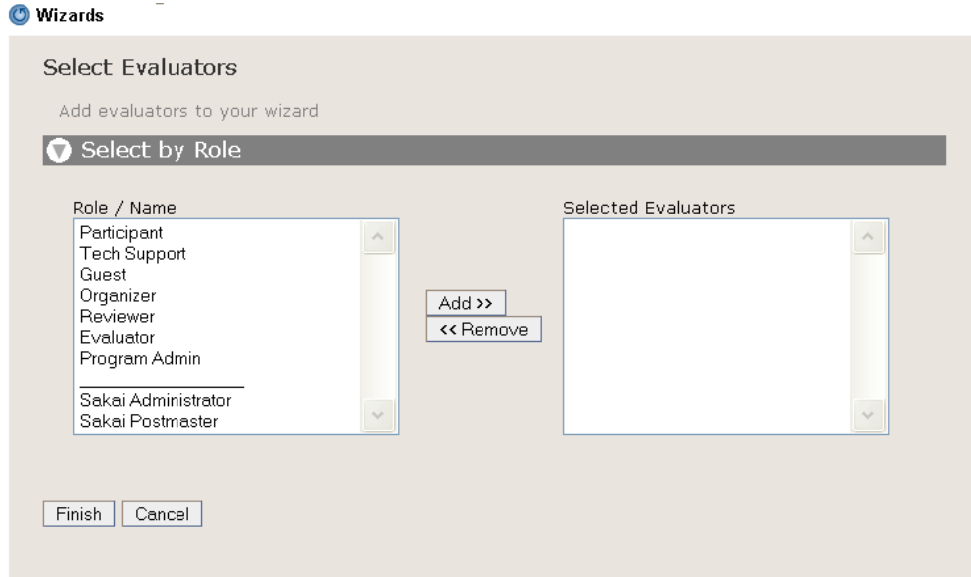 Wizards
Select Evaluators
Add evaluators to your wizard
Select by Role
Role / Name
Participant
Tech Support
Guest
Organizer
Reviewer
Evaluator
Program Admin
Sakai Administrator
Sakai Postmaster
Add >>
<< Remove
Selected Evaluators
Finish Cancel